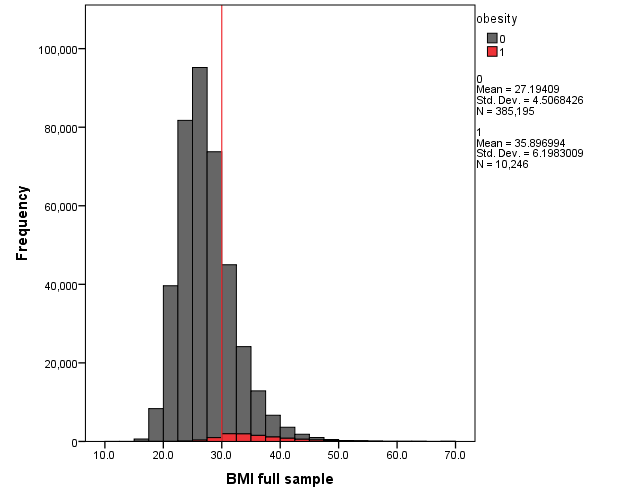 obesity
0
1
0
Mean = 27.19409
Std. Dev. = 4.5068426
N = 385,195
1
Mean = 35.896994
Std. Dev. = 6.1983009
N = 10,246
Frequency
100,000
80,000
60,000
40,000
20,000
0
10.0 20.0 30.0 40.0 50.0 60.0 70.0
BMI full sample